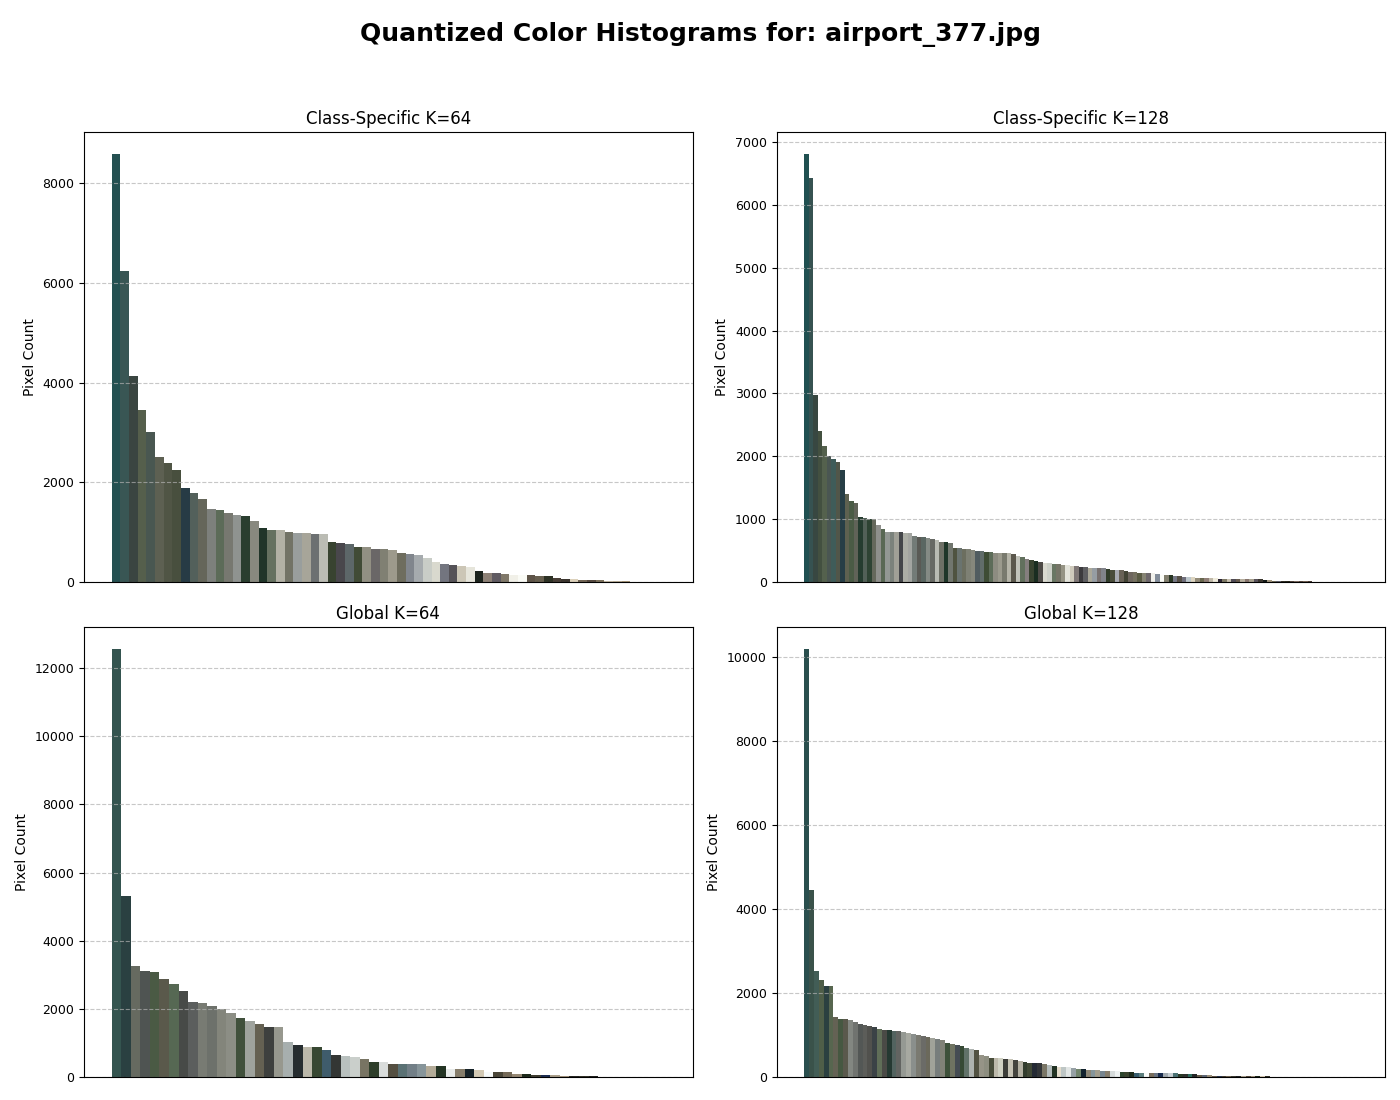 Quantized Color Histograms for: airport_377.jpg
Class-Specific K=64
Pixel Count
8000
6000
4000
2000
0
Class-Specific K=128
Pixel Count
7000
6000
5000
4000
3000
2000
1000
0
Global K=64
Pixel Count
12000
10000
8000
6000
4000
2000
0
Global K=128
Pixel Count
10000
8000
6000
4000
2000
0